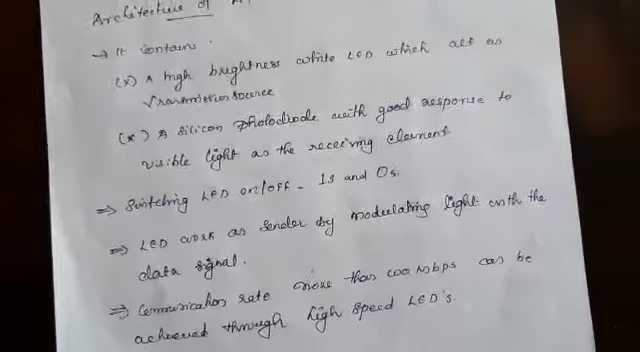 Architecture of
→ It contains.
(x) A high brightness white LED which act as
Transmission source
(x) A silicon photodiode with good response to
visible light as the receiving element
⇒ Switching LED on/off - 1s and 0s.
⇒ LED work as sender by modulating light with the
data signal.
⇒ Communication rate more than 100 Mbps can be
achieved through high speed LED's.